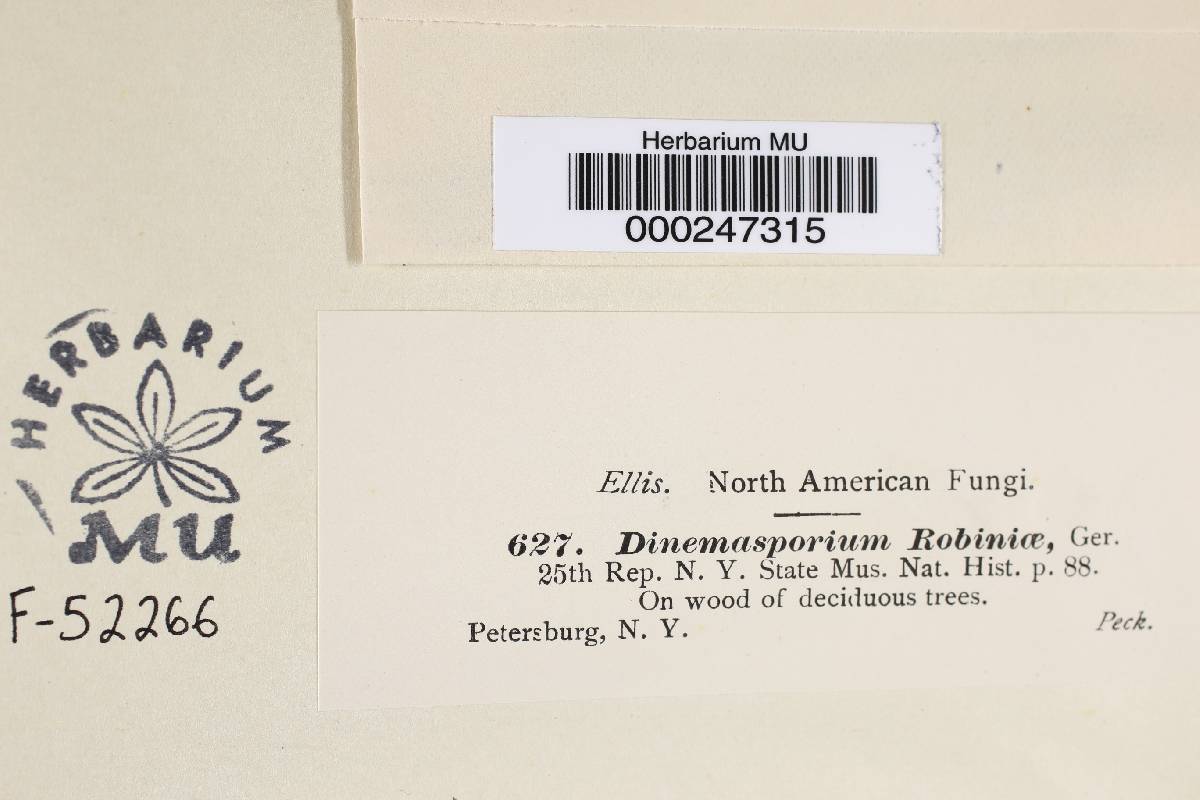 Herbarium MU
000247315
HERBARIUM
MU
F-52266
Ellis. North American Fungi.
627. Dinemasporium Robiniæ, Ger.
25th Rep. N. Y. State Mus. Nat. Hist. p. 88.
On wood of deciduous trees.
Petersburg, N. Y. Peck.